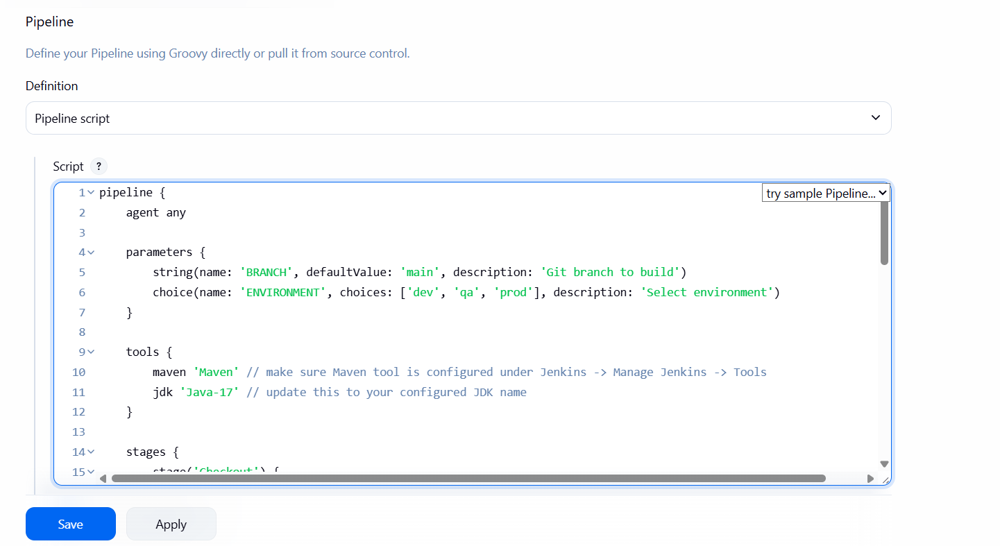 Pipeline
Define your Pipeline using Groovy directly or pull it from source control.
Definition
Pipeline script
Script ?
try sample Pipeline...
1 pipeline {
2     agent any
3
4     parameters {
5         string(name: 'BRANCH', defaultValue: 'main', description: 'Git branch to build')
6         choice(name: 'ENVIRONMENT', choices: ['dev', 'qa', 'prod'], description: 'Select environment')
7     }
8
9     tools {
10         maven 'Maven' // make sure Maven tool is configured under Jenkins -> Manage Jenkins -> Tools
11         jdk 'Java-17' // update this to your configured JDK name
12     }
13
14     stages {
15         stage('Checkout') {
Save
Apply